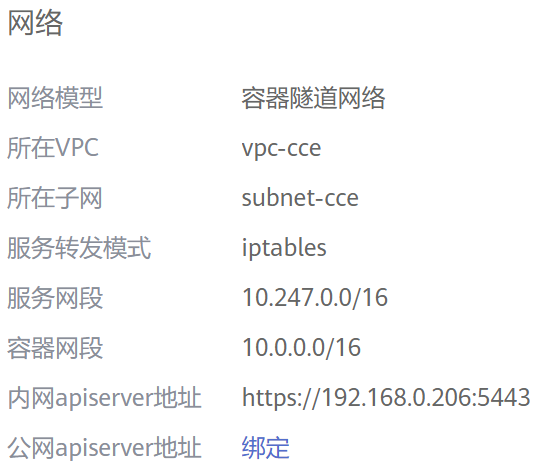 网络
网络模型 容器隧道网络
所在VPC vpc-cce
所在子网 subnet-cce
服务转发模式 iptables
服务网段 10.247.0.0/16
容器网段 10.0.0.0/16
内网apiserver地址 https://192.168.0.206:5443
公网apiserver地址 绑定